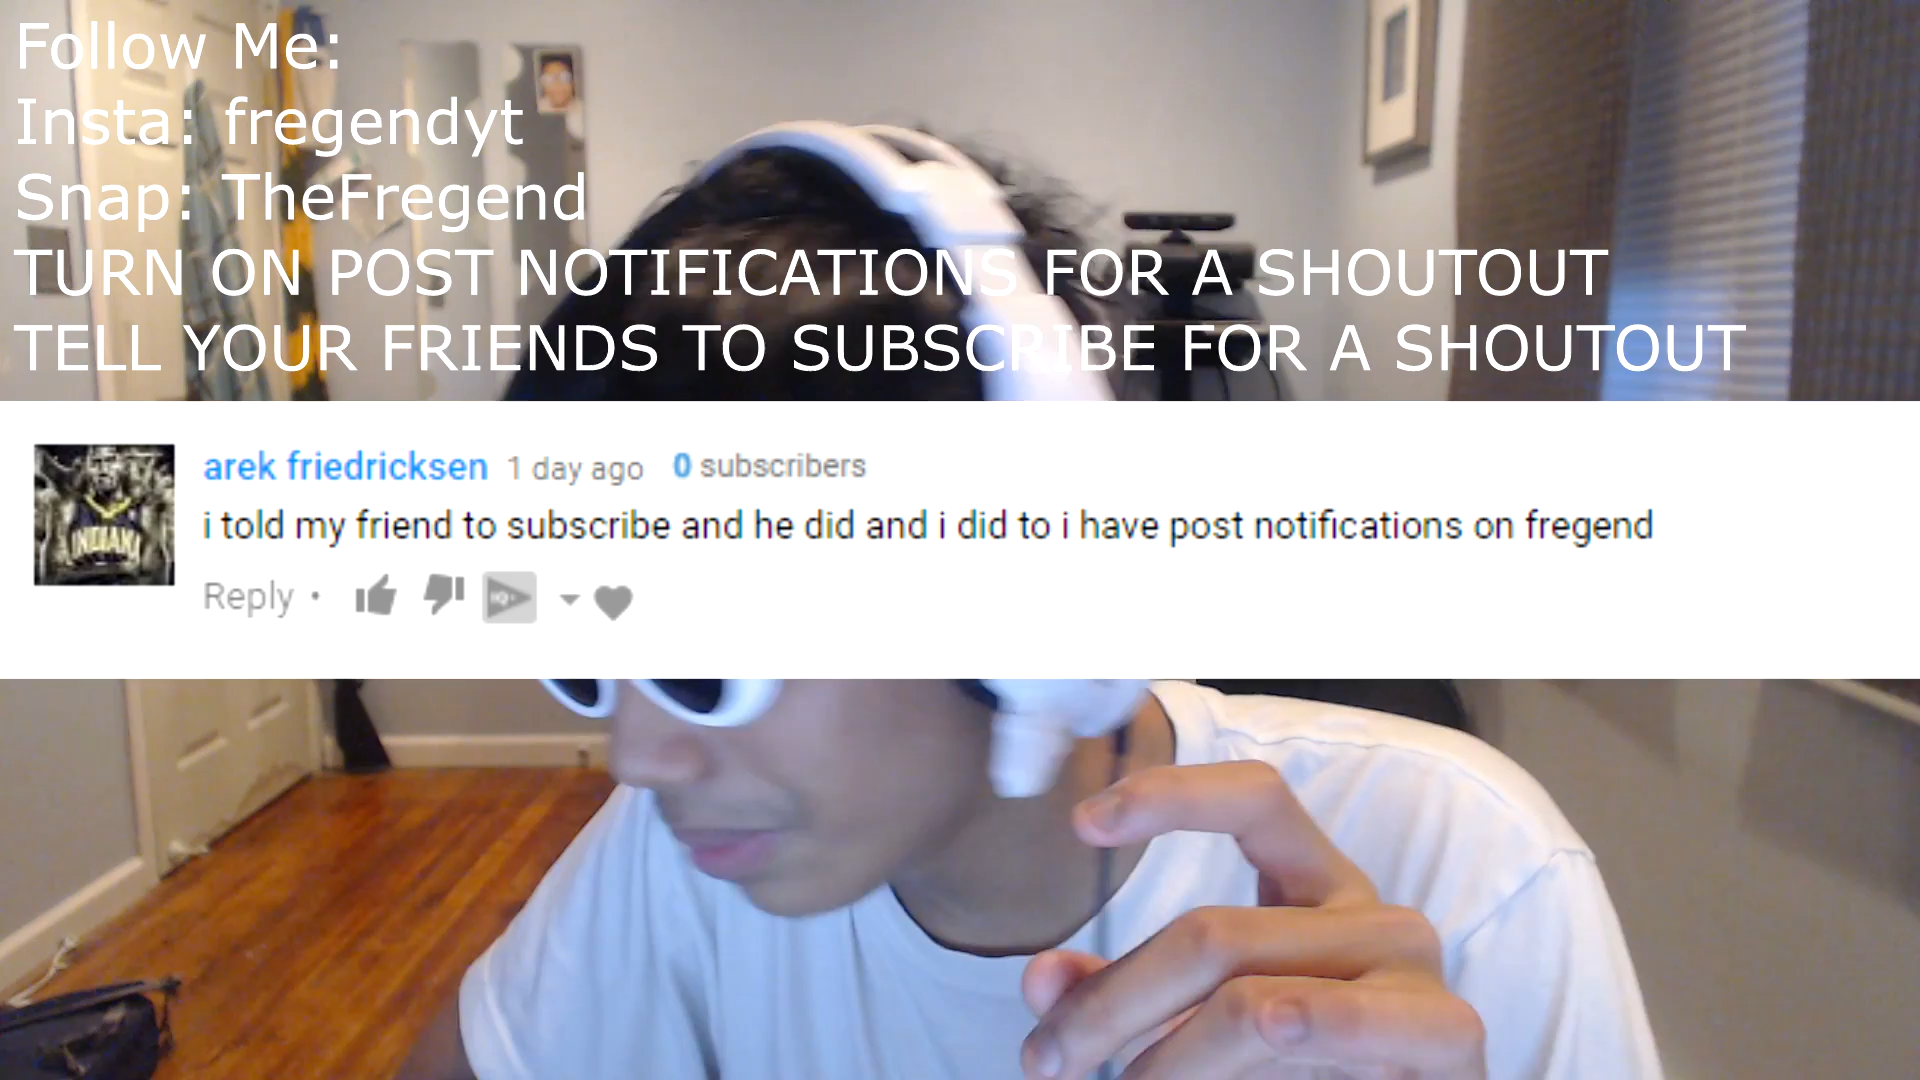 Follow Me:
Insta: fregendyt
Snap: TheFregend
TURN ON POST NOTIFICATIONS FOR A SHOUTOUT
TELL YOUR FRIENDS TO SUBSCRIBE FOR A SHOUTOUT
arek friedricksen 1 day ago 0 subscribers
i told my friend to subscribe and he did and i did to i have post notifications on fregend
Reply •